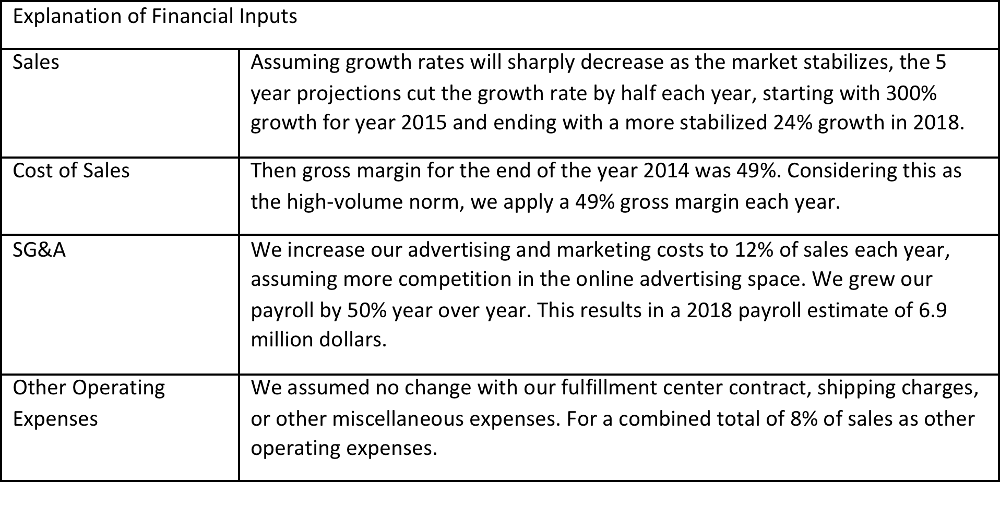 Explanation of Financial Inputs
Sales
Assuming growth rates will sharply decrease as the market stabilizes, the 5
year projections cut the growth rate by half each year, starting with 300%
growth for year 2015 and ending with a more stabilized 24% growth in 2018.
Cost of Sales
Then gross margin for the end of the year 2014 was 49%. Considering this as
the high-volume norm, we apply a 49% gross margin each year.
SG&A
We increase our advertising and marketing costs to 12% of sales each year,
assuming more competition in the online advertising space. We grew our
payroll by 50% year over year. This results in a 2018 payroll estimate of 6.9
million dollars.
Other Operating
Expenses
We assumed no change with our fulfillment center contract, shipping charges,
or other miscellaneous expenses. For a combined total of 8% of sales as other
operating expenses.